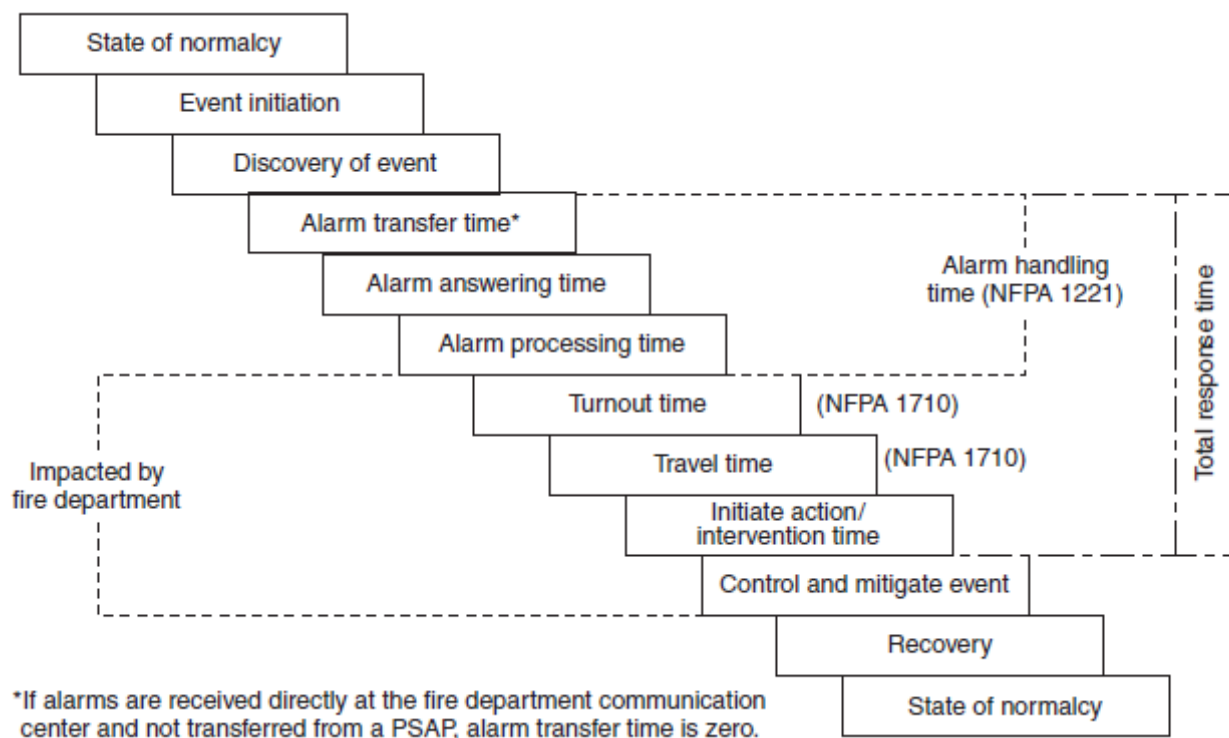 State of normalcy
Event initiation
Discovery of event
Alarm transfer time*
Alarm answering time
Alarm handling
time (NFPA 1221)
Alarm processing time
Turnout time
(NFPA 1710)
Travel time
(NFPA 1710)
Total response time
Impacted by
fire department
Initiate action/
intervention time
Control and mitigate event
Recovery
State of normalcy
*If alarms are received directly at the fire department communication
center and not transferred from a PSAP, alarm transfer time is zero.